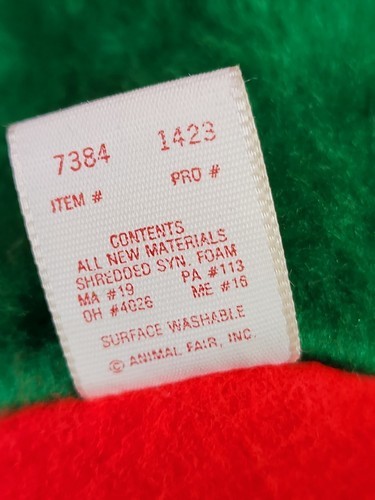 7384 1423
ITEM # PRO #
CONTENTS
ALL NEW MATERIALS
SHREDDED SYN. FOAM
MA #19 PA #113
OH #4026 ME #16
SURFACE WASHABLE
© ANIMAL FAIR, INC.